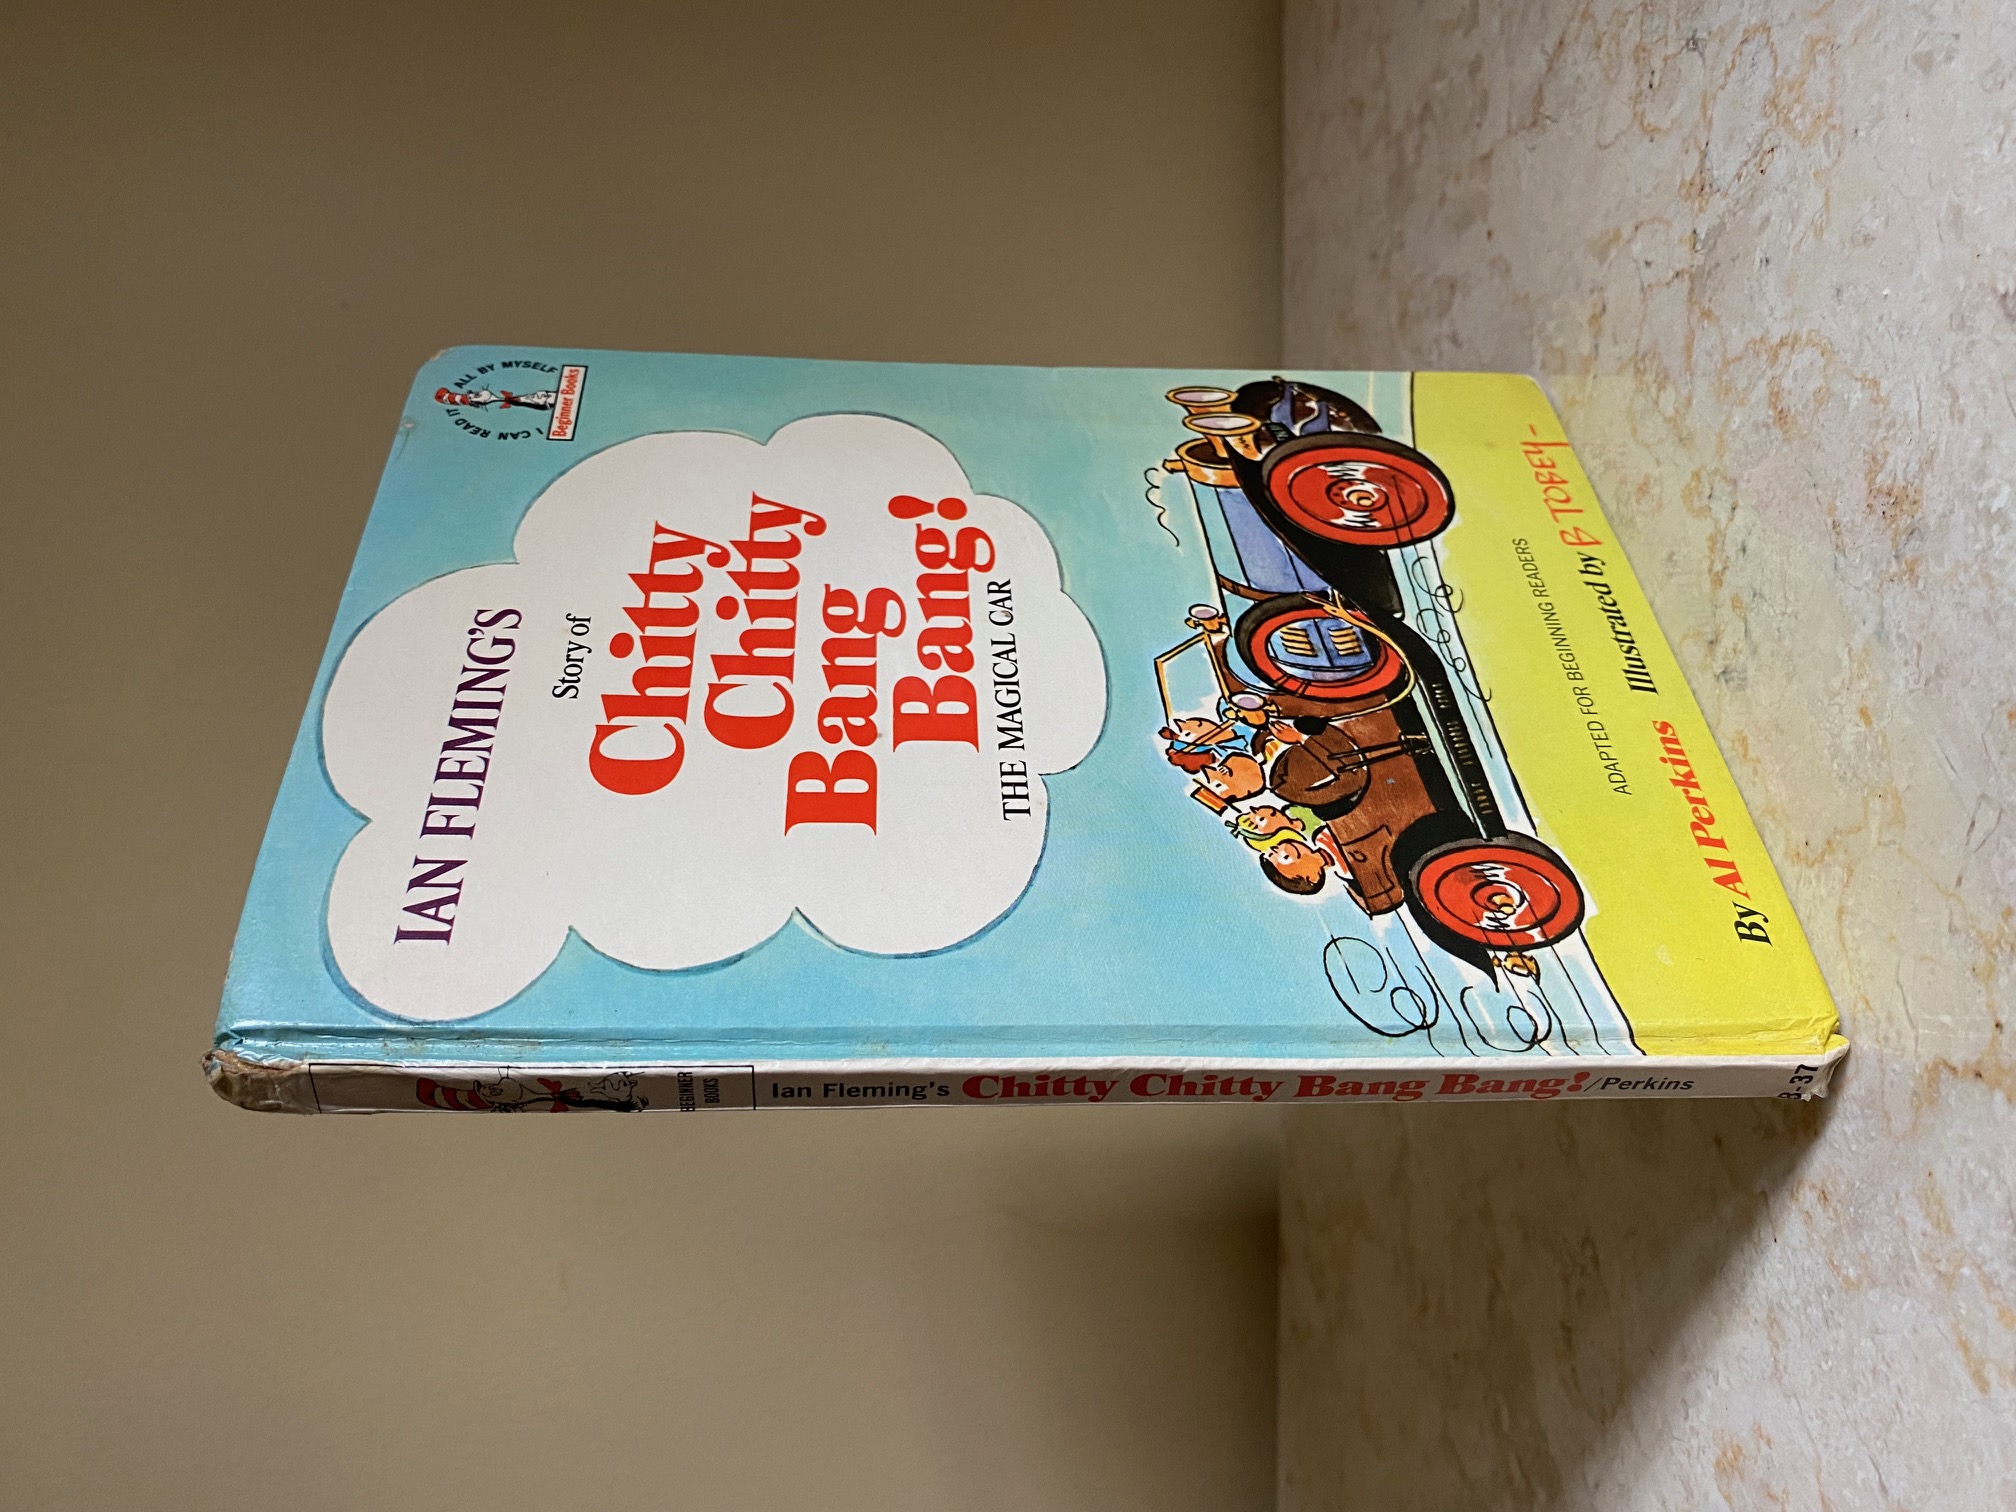 I CAN READ IT ALL BY MYSELF
Beginner Books
IAN FLEMING'S
Story of
Chitty
Chitty
Bang
Bang!
THE MAGICAL CAR
ADAPTED FOR BEGINNING READERS
By Al Perkins Illustrated by B TOBEY-
BEGINNER
BOOKS
Ian Fleming's Chitty Chitty Bang Bang!/Perkins
B-37